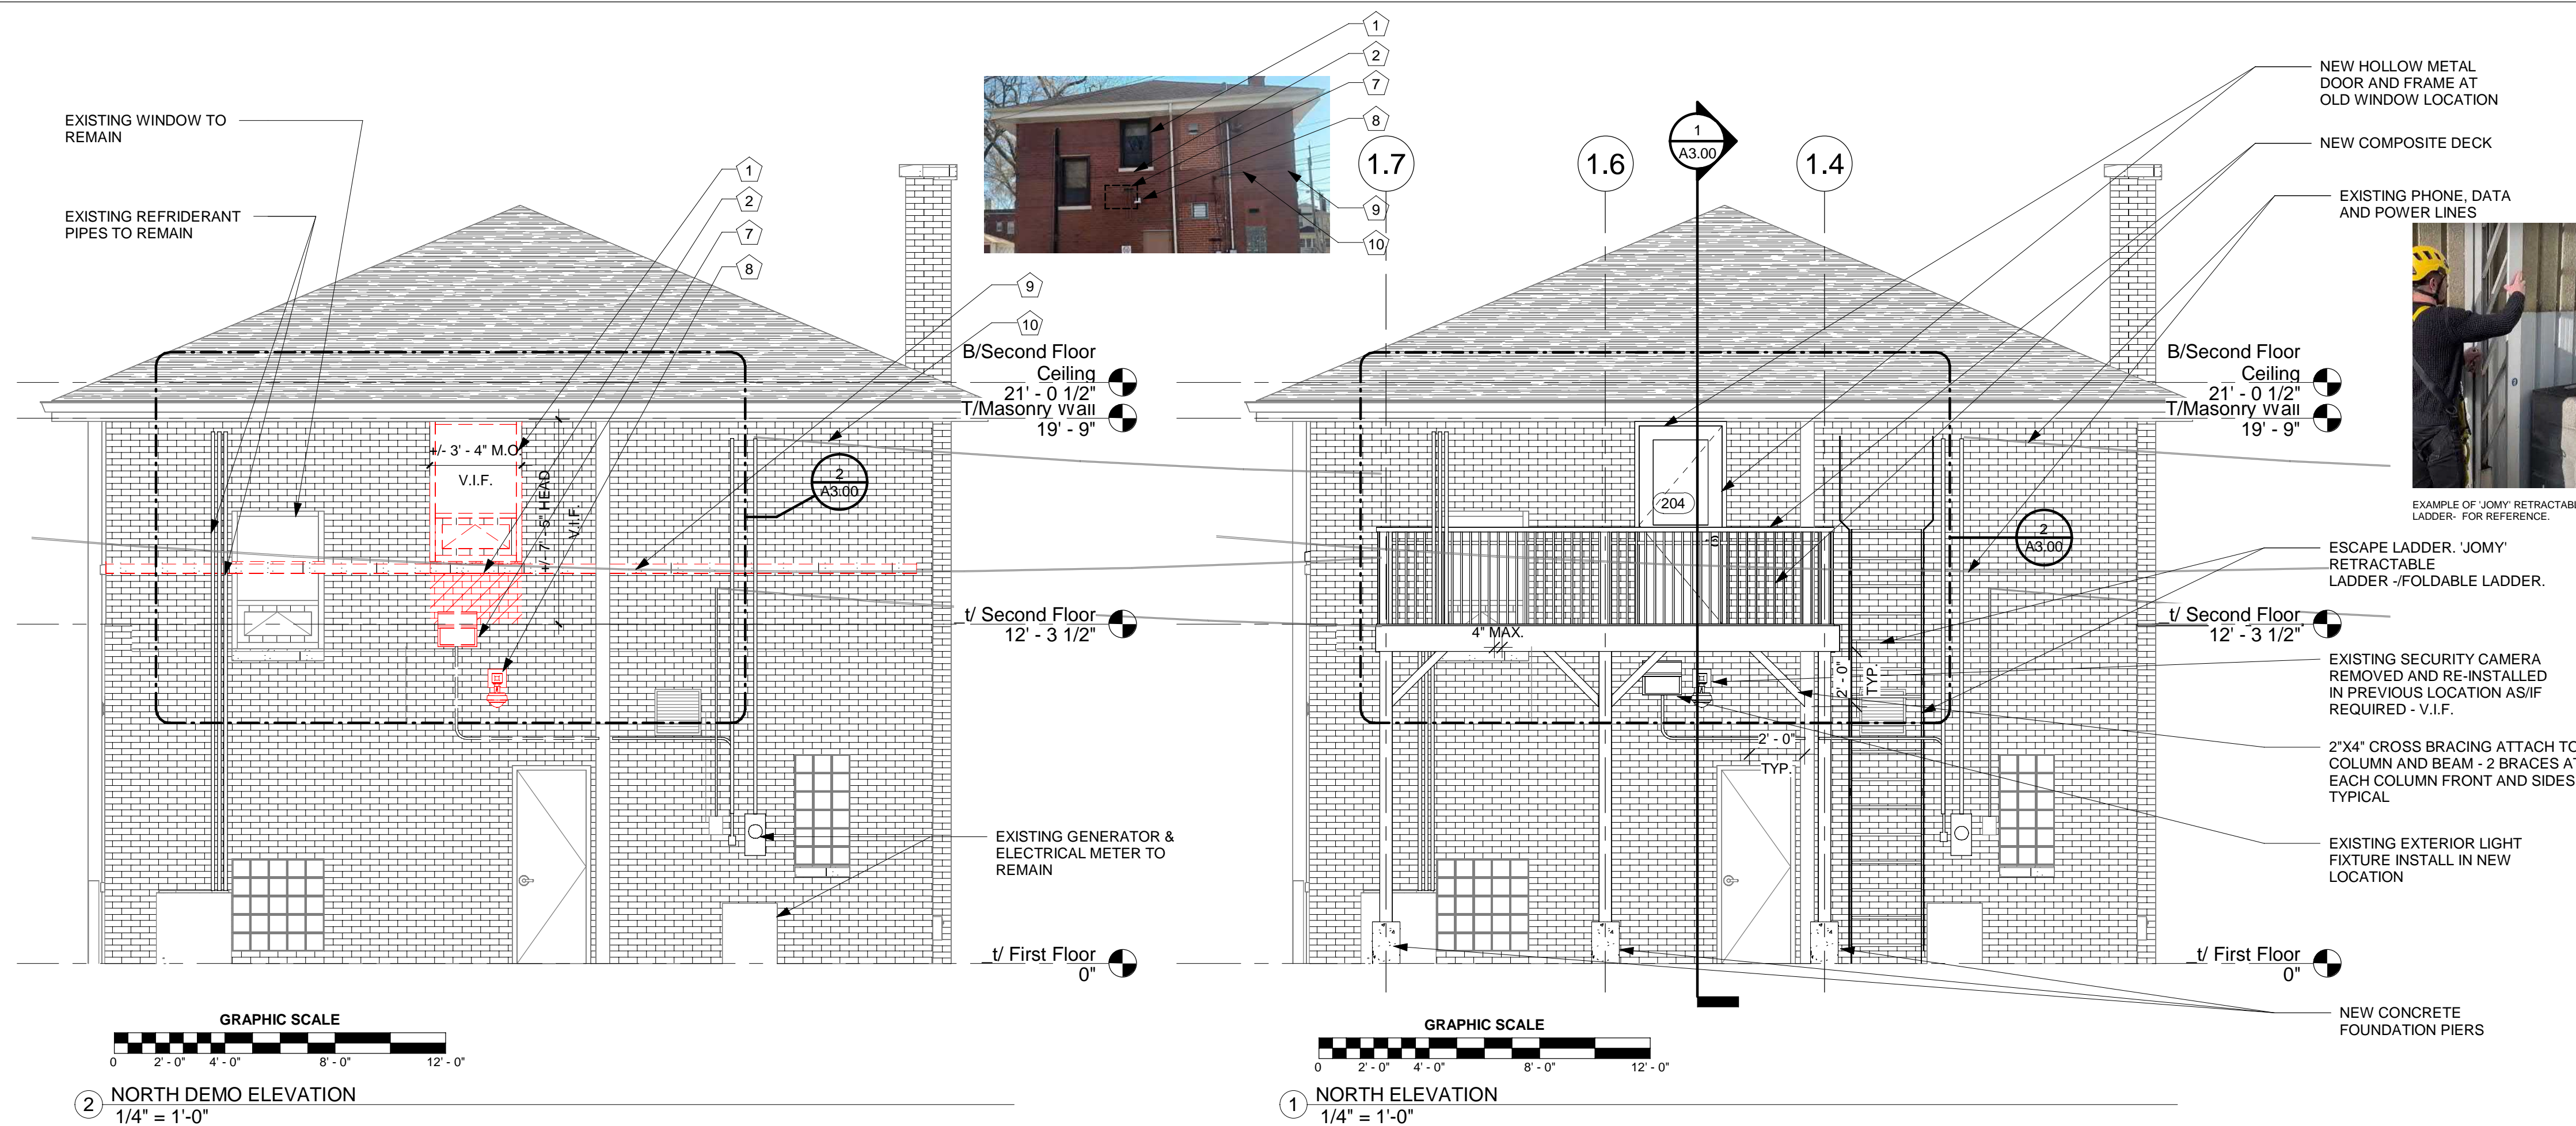 EXISTING WINDOW TO
REMAIN
EXISTING REFRIDERANT
PIPES TO REMAIN
1
2
7
8
9
10
B/Second Floor
Ceiling
21' - 0 1/2"
T/Masonry Wall
19' - 9"
+/- 3' - 4" M.O.
V.I.F.
+/- 7' - 5" HEAD
V.I.F.
2
A3.00
t/ Second Floor
12' - 3 1/2"
EXISTING GENERATOR &
ELECTRICAL METER TO
REMAIN
t/ First Floor
0"
GRAPHIC SCALE
0 2' - 0" 4' - 0" 8' - 0" 12' - 0"
2 NORTH DEMO ELEVATION
1/4" = 1'-0"
1
2
7
8
9
10
1.7
1.6
1
A3.00
1.4
NEW HOLLOW METAL
DOOR AND FRAME AT
OLD WINDOW LOCATION
NEW COMPOSITE DECK
EXISTING PHONE, DATA
AND POWER LINES
B/Second Floor
Ceiling
21' - 0 1/2"
T/Masonry Wall
19' - 9"
204
2
A3.00
EXAMPLE OF 'JOMY' RETRACTABL
LADDER- FOR REFERENCE.
ESCAPE LADDER. 'JOMY'
RETRACTABLE
LADDER -/FOLDABLE LADDER.
t/ Second Floor
12' - 3 1/2"
4" MAX.
2' - 0"
TYP.
2' - 0"
TYP.
EXISTING SECURITY CAMERA
REMOVED AND RE-INSTALLED
IN PREVIOUS LOCATION AS/IF
REQUIRED - V.I.F.
2"X4" CROSS BRACING ATTACH TO
COLUMN AND BEAM - 2 BRACES AT
EACH COLUMN FRONT AND SIDES
TYPICAL
EXISTING EXTERIOR LIGHT
FIXTURE INSTALL IN NEW
LOCATION
t/ First Floor
0"
NEW CONCRETE
FOUNDATION PIERS
GRAPHIC SCALE
0 2' - 0" 4' - 0" 8' - 0" 12' - 0"
1 NORTH ELEVATION
1/4" = 1'-0"